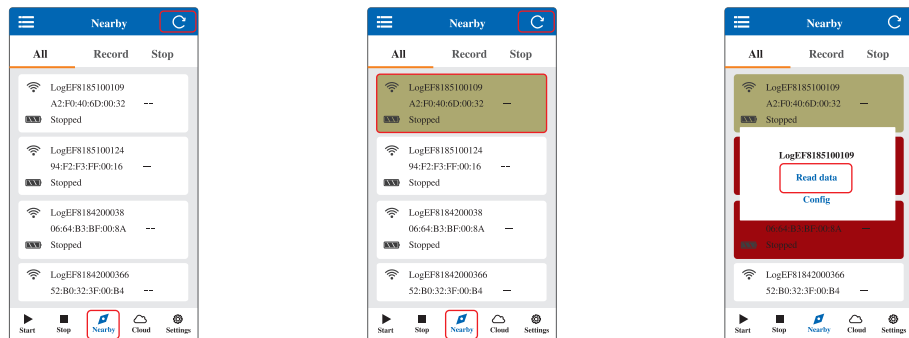 Nearby
All Record Stop
LogEF8185100109
A2:F0:40:6D:00:32 --
Stopped
LogEF8185100124
94:F2:F3:FF:00:16 —
Stopped
LogEF8184200038
06:64:B3:BF:00:8A --
Stopped
LogEF81842000366
52:B0:32:3F:00:B4 --
Start Stop Nearby Cloud Settings
Nearby
All Record Stop
LogEF8185100109
A2:F0:40:6D:00:32 —
Stopped
LogEF8185100124
94:F2:F3:FF:00:16 --
Stopped
LogEF8184200038
06:64:B3:BF:00:8A —
Stopped
LogEF81842000366
52:B0:32:3F:00:B4 —
Start Stop Nearby Cloud Settings
Nearby
All Record Stop
LogEF8185100109
A2:F0:40:6D:00:32 —
Stopped
LogEF8185100109
Read data
Config
06:64:B3:BF:00:8A —
Stopped
LogEF81842000366
52:B0:32:3F:00:B4 —
Start Stop Nearby Cloud Settings